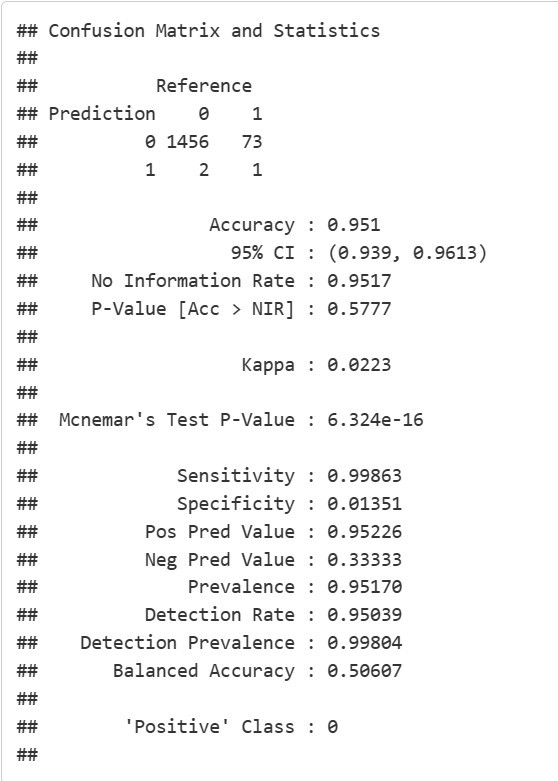 ## Confusion Matrix and Statistics
##
##           Reference
## Prediction    0    1
##          0 1456   73
##          1    2    1
##
##                Accuracy : 0.951
##                  95% CI : (0.939, 0.9613)
##     No Information Rate : 0.9517
##     P-Value [Acc > NIR] : 0.5777
##
##                   Kappa : 0.0223
##
##  Mcnemar's Test P-Value : 6.324e-16
##
##             Sensitivity : 0.99863
##             Specificity : 0.01351
##          Pos Pred Value : 0.95226
##          Neg Pred Value : 0.33333
##              Prevalence : 0.95170
##          Detection Rate : 0.95039
##    Detection Prevalence : 0.99804
##       Balanced Accuracy : 0.50607
##
##        'Positive' Class : 0
##